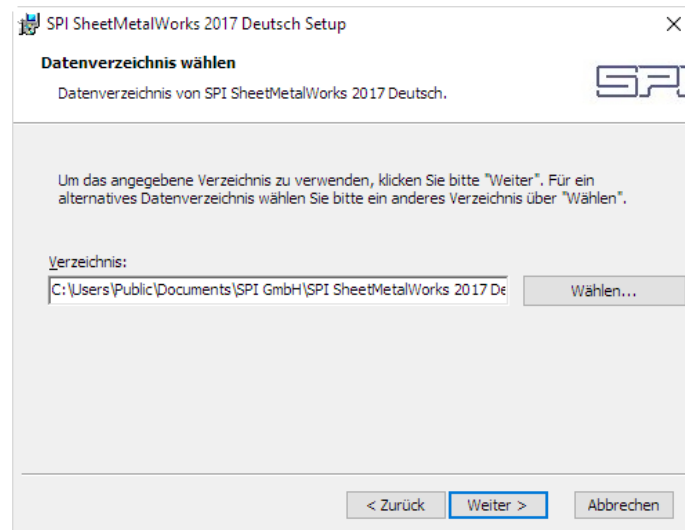 SPI SheetMetalWorks 2017 Deutsch Setup
Datenverzeichnis wählen
Datenverzeichnis von SPI SheetMetalWorks 2017 Deutsch.
SPI
Um das angegebene Verzeichnis zu verwenden, klicken Sie bitte "Weiter". Für ein
alternatives Datenverzeichnis wählen Sie bitte ein anderes Verzeichnis über "Wählen".
Verzeichnis:
C:\Users\Public\Documents\SPI GmbH\SPI SheetMetalWorks 2017 De
Wählen...
< Zurück
Weiter >
Abbrechen